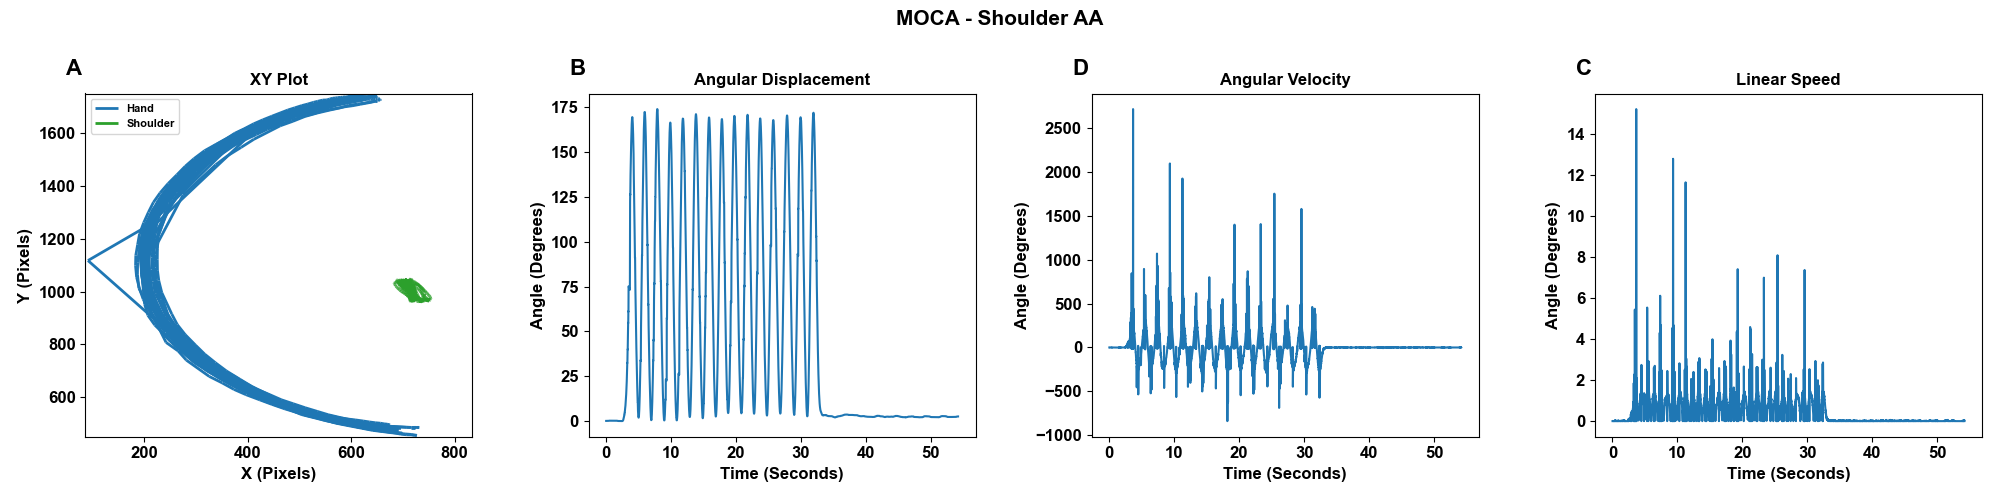 MOCA - Shoulder AA
A
XY Plot
Hand
Shoulder
Y (Pixels)
1600
1400
1200
1000
800
600
200
400
600
800
X (Pixels)
B
Angular Displacement
Angle (Degrees)
175
150
125
100
75
50
25
0
0
10
20
30
40
50
Time (Seconds)
D
Angular Velocity
Angle (Degrees)
2500
2000
1500
1000
500
0
−500
−1000
0
10
20
30
40
50
Time (Seconds)
C
Linear Speed
Angle (Degrees)
14
12
10
8
6
4
2
0
0
10
20
30
40
50
Time (Seconds)